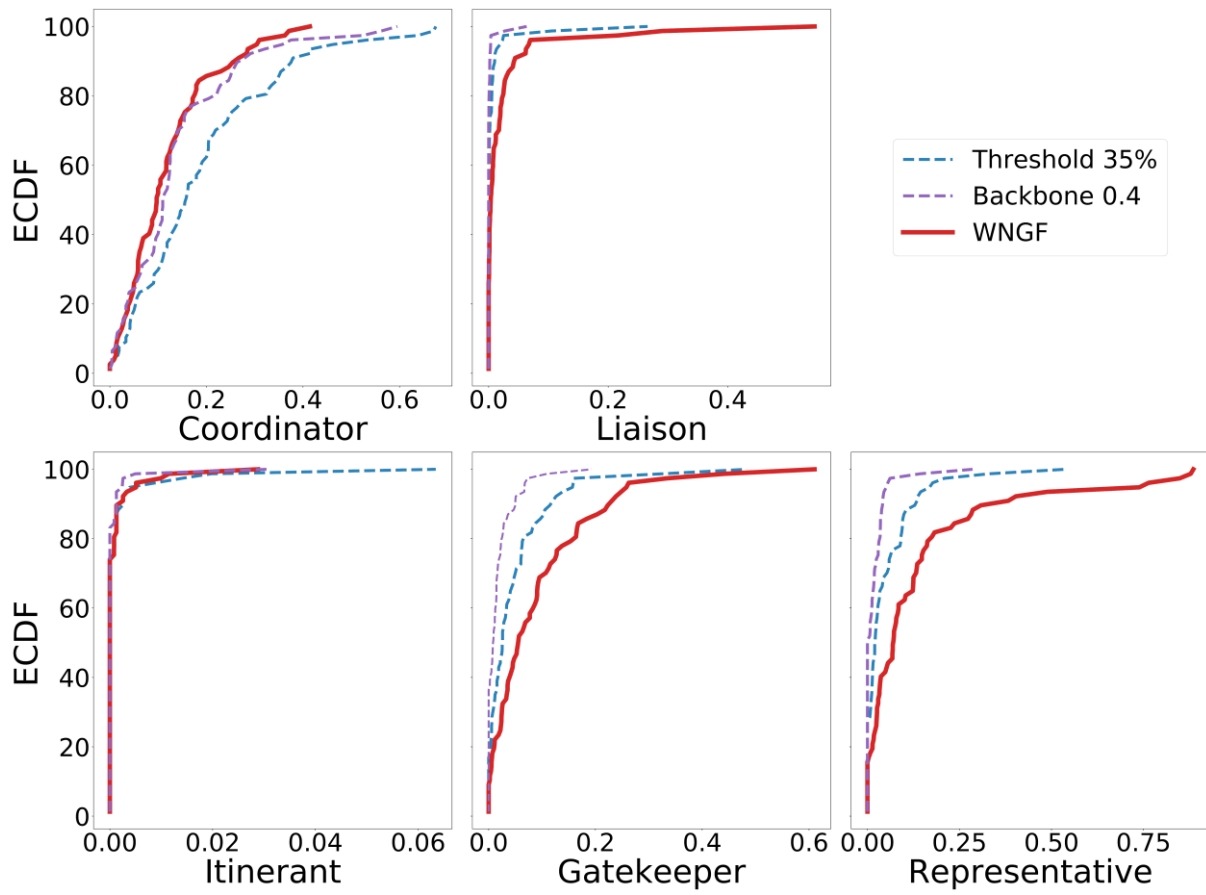 100
80
60
40
20
0
ECDF
0.0 0.2 0.4 0.6
Coordinator
0.0 0.2 0.4
Liaison
Threshold 35%
Backbone 0.4
WNGF
100
80
60
40
20
0
ECDF
0.00 0.02 0.04 0.06
Itinerant
0.0 0.2 0.4 0.6
Gatekeeper
0.00 0.25 0.50 0.75
Representative